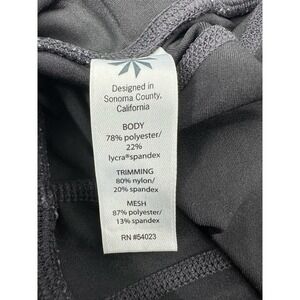 Designed in
Sonoma County,
California
BODY
78% polyester/
22%
lycra®spandex
TRIMMING
80% nylon/
20% spandex
MESH
87% polyester/
13% spandex
RN #54023